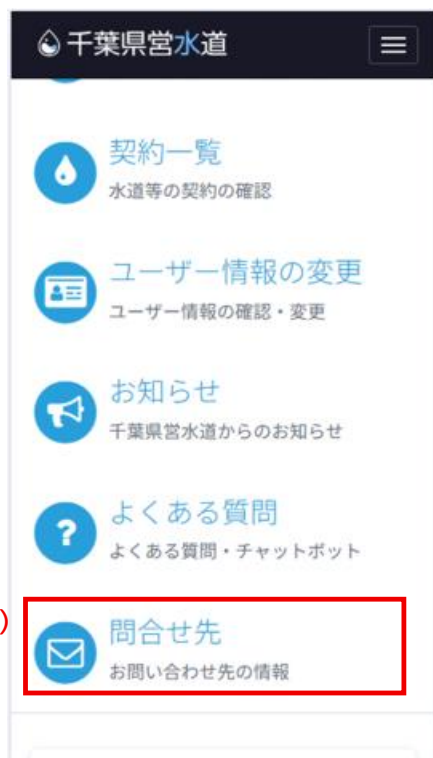 千葉県営水道
契約一覧
水道等の契約の確認
ユーザー情報の変更
ユーザー情報の確認・変更
お知らせ
千葉県営水道からのお知らせ
?
よくある質問
よくある質問・チャットボット
)
問合せ先
お問い合わせ先の情報